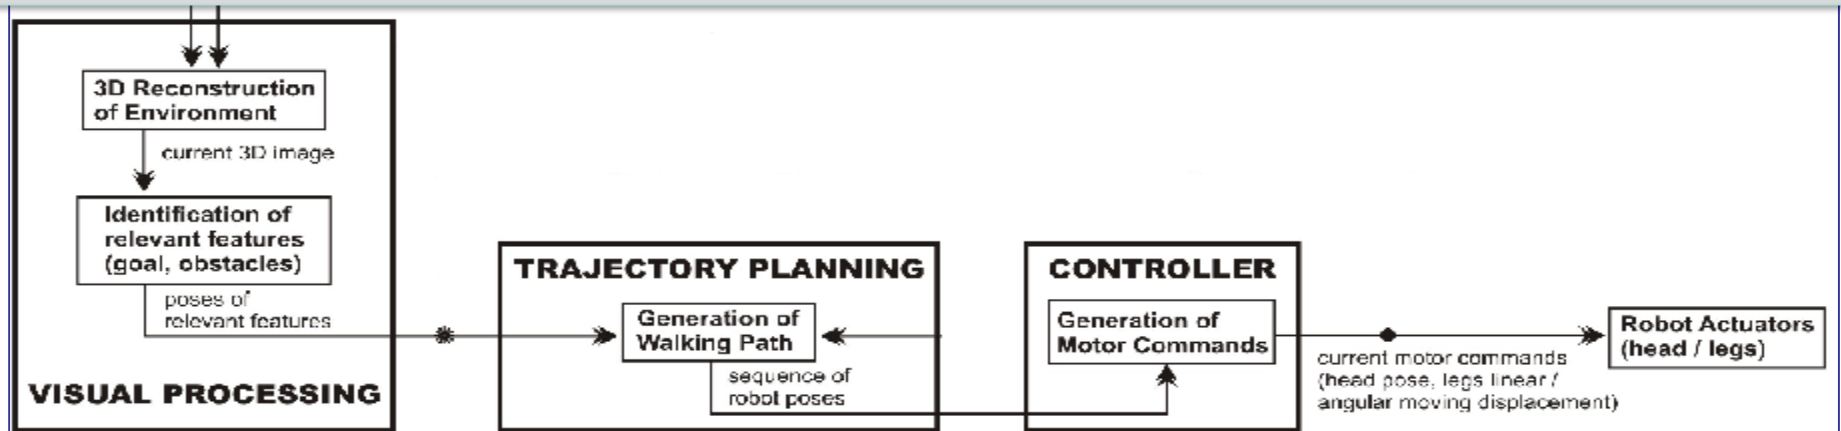 3D Reconstruction
of Environment
current 3D image
Identification of
relevant features
(goal, obstacles)
poses of
relevant features
VISUAL PROCESSING
TRAJECTORY PLANNING
Generation of
Walking Path
sequence of
robot poses
CONTROLLER
Generation of
Motor Commands
current motor commands
(head pose, legs linear /
angular moving displacement)
Robot Actuators
(head / legs)